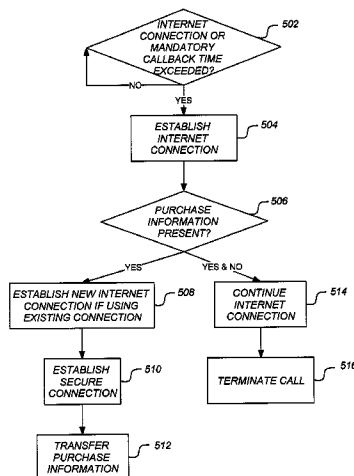 INTERNET
CONNECTION OR
MANDATORY
CALLBACK TIME
EXCEEDED?
502
NO
YES
ESTABLISH
INTERNET
CONNECTION
504
PURCHASE
INFORMATION
PRESENT?
506
YES
YES & NO
ESTABLISH NEW INTERNET
CONNECTION IF USING
EXISTING CONNECTION
508
CONTINUE
INTERNET
CONNECTION
514
ESTABLISH
SECURE
CONNECTION
510
TERMINATE CALL
516
TRANSFER
PURCHASE
INFORMATION
512